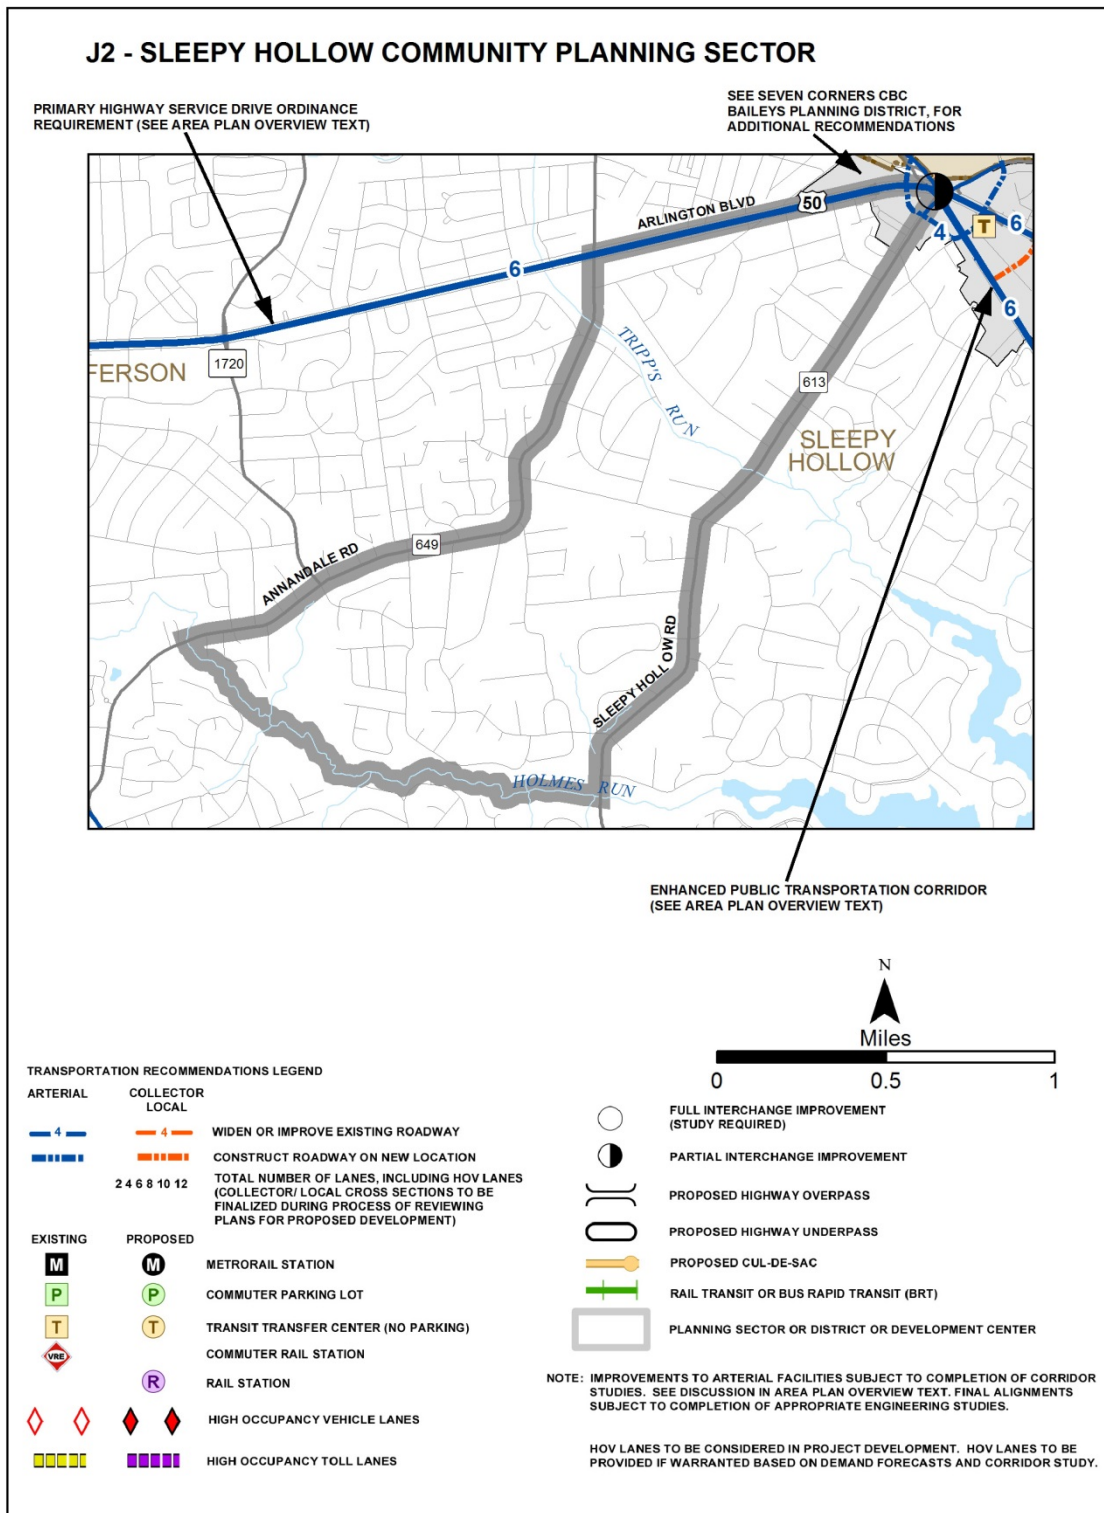 J2 - SLEEPY HOLLOW COMMUNITY PLANNING SECTOR
PRIMARY HIGHWAY SERVICE DRIVE ORDINANCE
REQUIREMENT (SEE AREA PLAN OVERVIEW TEXT)
SEE SEVEN CORNERS CBC
BAILEYS PLANNING DISTRICT, FOR
ADDITIONAL RECOMMENDATIONS
ARLINGTON BLVD
50
6
4
T
6
6
1720
FERSON
TRIPP'S
RUN
613
SLEEPY
HOLLOW
649
ANNANDALE RD
SLEEPY HOLL OW RD
HOLMES RUN
ENHANCED PUBLIC TRANSPORTATION CORRIDOR
(SEE AREA PLAN OVERVIEW TEXT)
N
Miles
0 0.5 1
TRANSPORTATION RECOMMENDATIONS LEGEND
ARTERIAL
COLLECTOR
LOCAL
4 4 WIDEN OR IMPROVE EXISTING ROADWAY
CONSTRUCT ROADWAY ON NEW LOCATION
2 4 6 8 10 12 TOTAL NUMBER OF LANES, INCLUDING HOV LANES
(COLLECTOR/ LOCAL CROSS SECTIONS TO BE
FINALIZED DURING PROCESS OF REVIEWING
PLANS FOR PROPOSED DEVELOPMENT)
EXISTING PROPOSED
M M METRORAIL STATION
P P COMMUTER PARKING LOT
T T TRANSIT TRANSFER CENTER (NO PARKING)
VRE COMMUTER RAIL STATION
R RAIL STATION
HIGH OCCUPANCY VEHICLE LANES
HIGH OCCUPANCY TOLL LANES
FULL INTERCHANGE IMPROVEMENT
(STUDY REQUIRED)
PARTIAL INTERCHANGE IMPROVEMENT
PROPOSED HIGHWAY OVERPASS
PROPOSED HIGHWAY UNDERPASS
PROPOSED CUL-DE-SAC
RAIL TRANSIT OR BUS RAPID TRANSIT (BRT)
PLANNING SECTOR OR DISTRICT OR DEVELOPMENT CENTER
NOTE: IMPROVEMENTS TO ARTERIAL FACILITIES SUBJECT TO COMPLETION OF CORRIDOR
STUDIES. SEE DISCUSSION IN AREA PLAN OVERVIEW TEXT. FINAL ALIGNMENTS
SUBJECT TO COMPLETION OF APPROPRIATE ENGINEERING STUDIES.
HOV LANES TO BE CONSIDERED IN PROJECT DEVELOPMENT. HOV LANES TO BE
PROVIDED IF WARRANTED BASED ON DEMAND FORECASTS AND CORRIDOR STUDY.